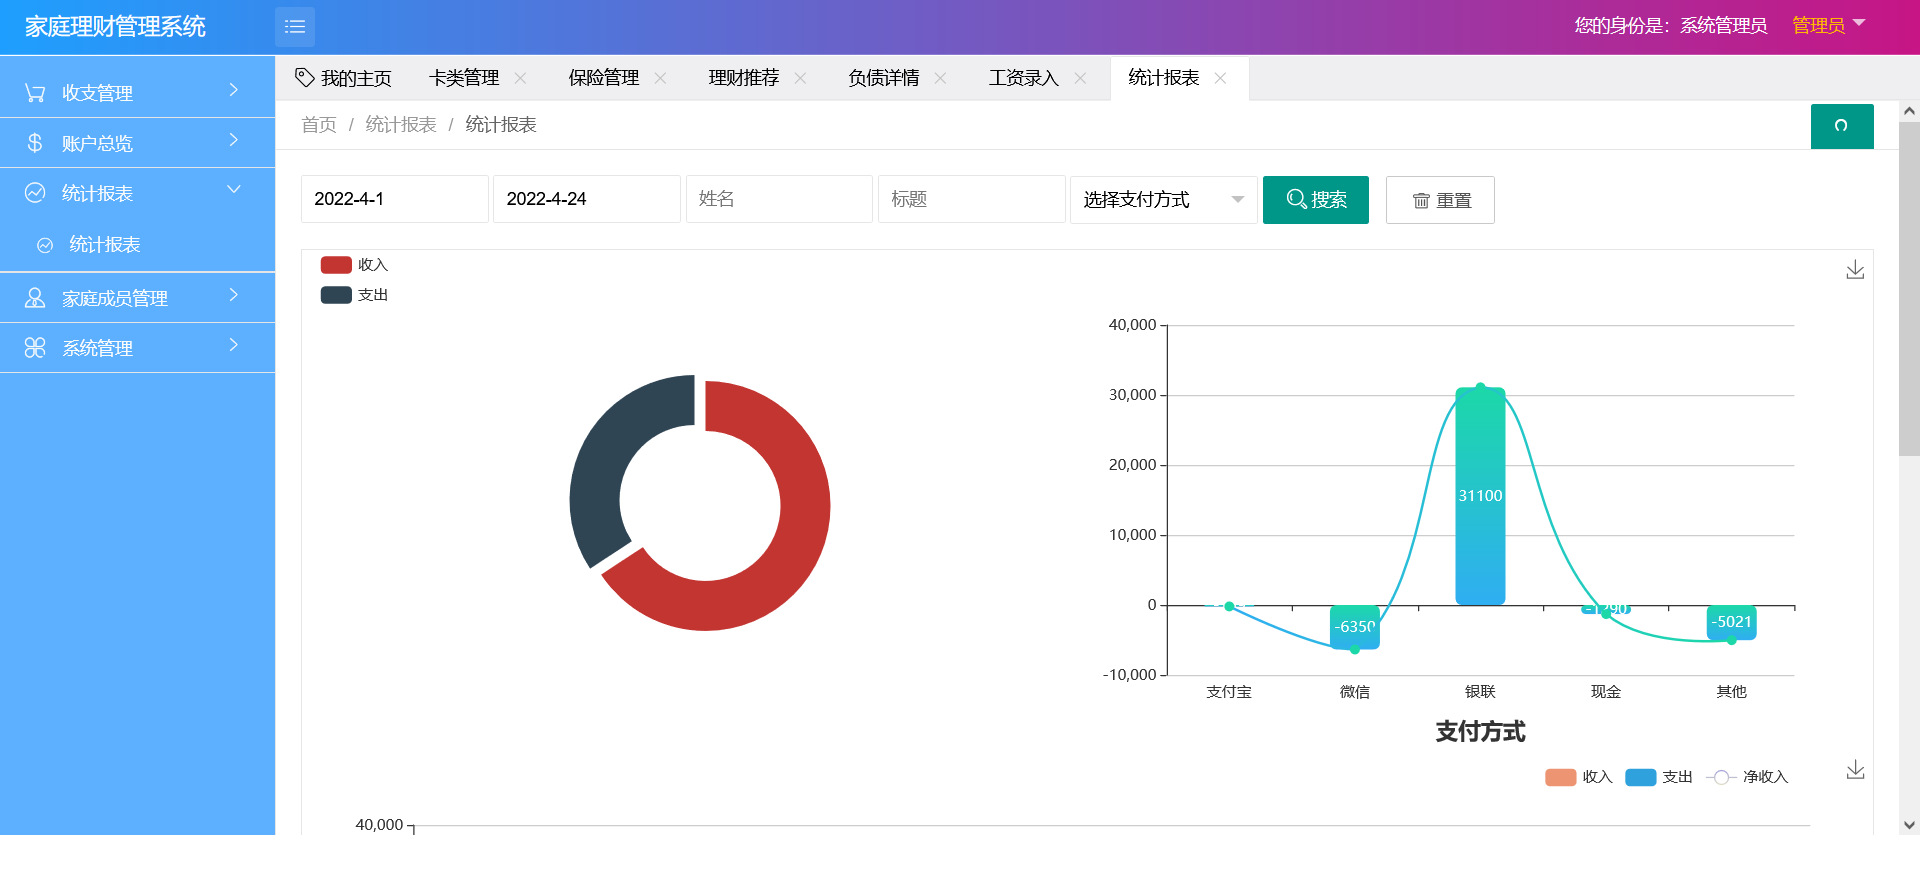 家庭理财管理系统
您的身份是：系统管理员 管理员
收支管理
账户总览
统计报表
统计报表
家庭成员管理
系统管理
我的主页 卡类管理 保险管理 理财推荐 负债详情 工资录入 统计报表
首页 / 统计报表 / 统计报表
2022-4-1 2022-4-24 姓名 标题 选择支付方式 搜索 重置
收入
支出
40,000
30,000
20,000
10,000
0
-10,000
31100
-6350
-1290
-5021
支付宝 微信 银联 现金 其他
支付方式
收入 支出 净收入
40,000